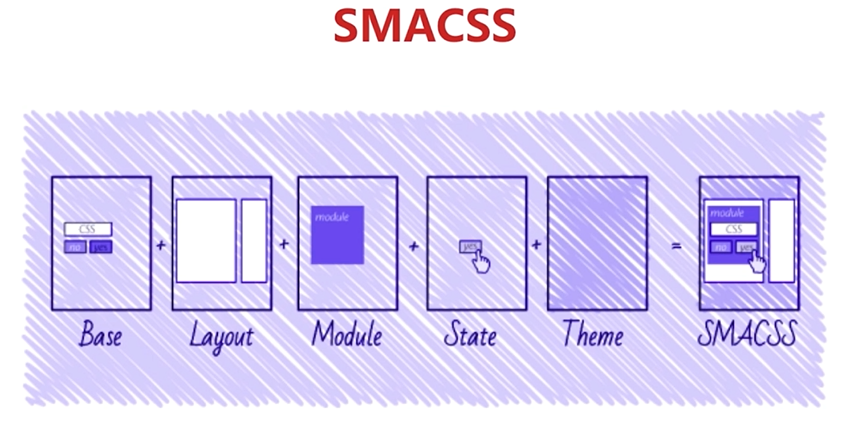 SMACSS
CSS
no yes
+
+
module
+
yes
+
=
module
CSS
no yes
Base Layout Module State Theme SMACSS